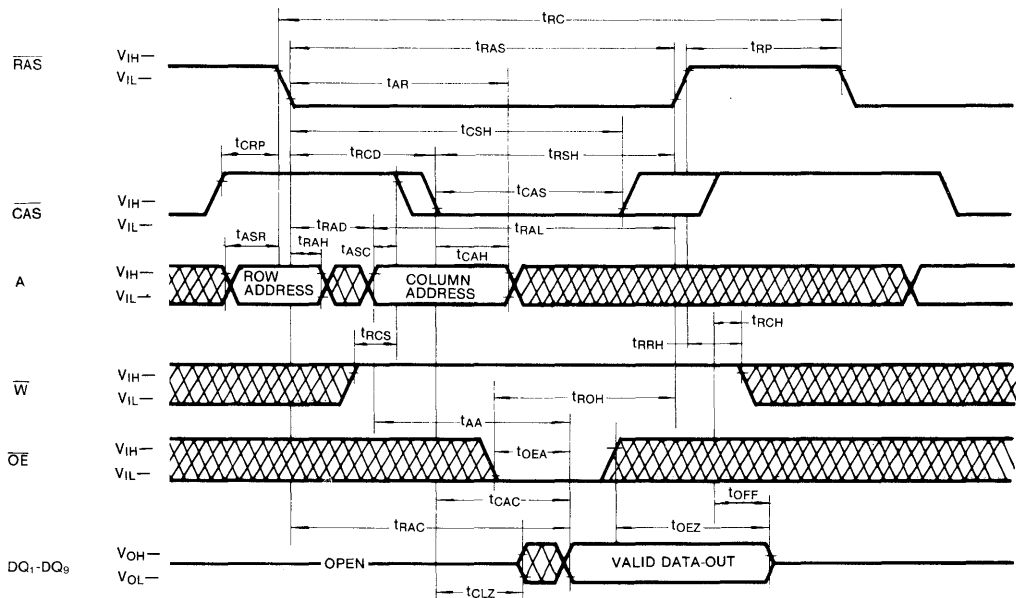 tRC
tRAS
tRP
RAS
VIH—
VIL—
tAR
tCSH
tCRP
tRCD
tRSH
tCAS
CAS
VIH—
VIL—
tRAD
tRAL
tASR
tRAH
tASC
tCAH
A
VIH—
VIL—
ROW
ADDRESS
COLUMN
ADDRESS
tRCS
tRCH
tRRH
W
VIH—
VIL—
tROH
tAA
OE
VIH—
VIL—
tOEA
tCAC
tOFF
tRAC
tOEZ
DQ1-DQ9
VOH—
VOL—
OPEN
VALID DATA-OUT
tCLZ